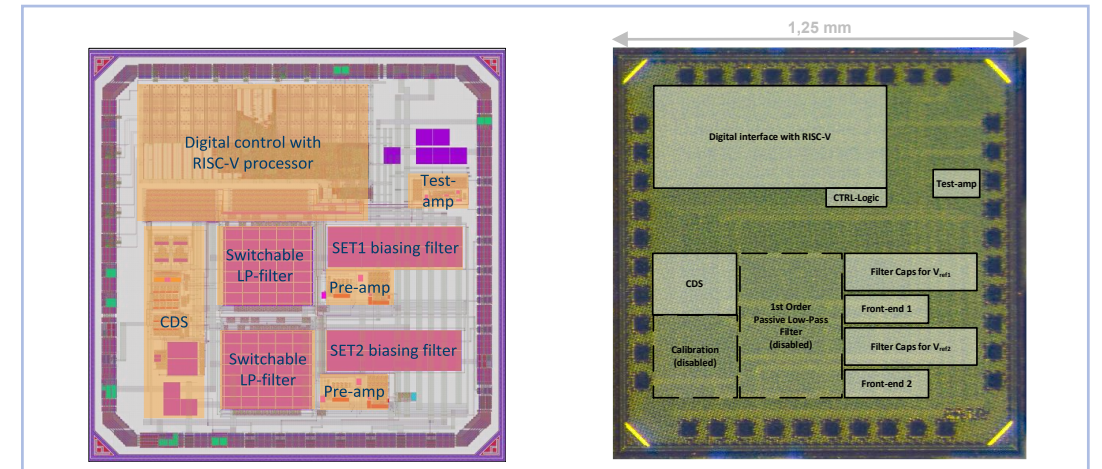 1,25 mm
Digital control with
RISC-V processor
Test-
amp
Switchable
LP-filter
SET1 biasing filter
Pre-amp
CDS
Switchable
LP-filter
SET2 biasing filter
Pre-amp
Digital interface with RISC-V
CTRL-Logic
Test-amp
CDS
1st Order
Passive Low-Pass
Filter
(disabled)
Filter Caps for Vref1
Front-end 1
Calibration
(disabled)
Filter Caps for Vref2
Front-end 2